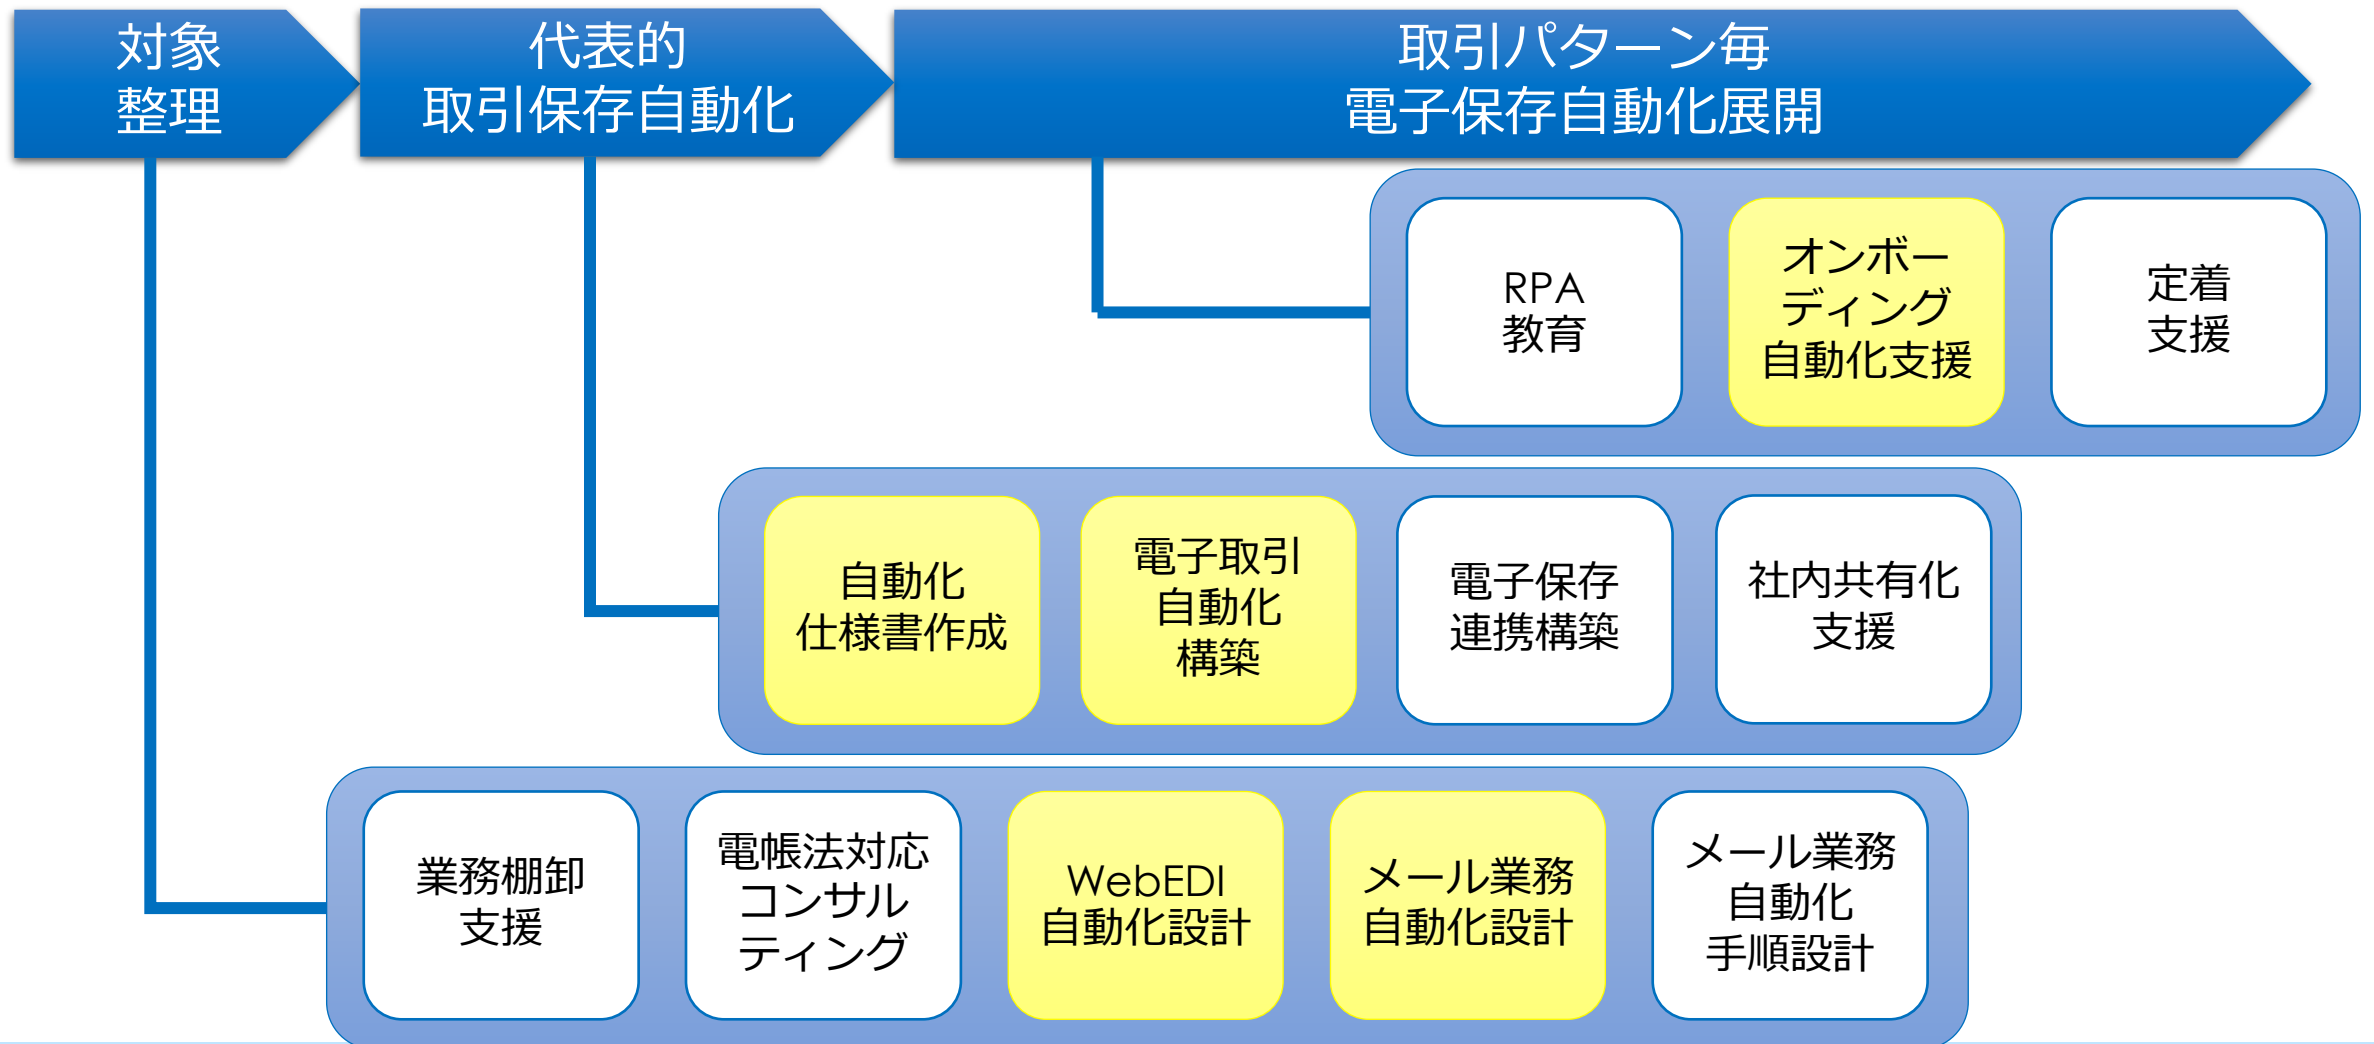 対象
整理
代表的
取引保存自動化
取引パターン毎
電子保存自動化展開
RPA
教育
オンボー
ディング
自動化支援
定着
支援
自動化
仕様書作成
電子取引
自動化
構築
電子保存
連携構築
社内共有化
支援
業務棚卸
支援
電帳法対応
コンサル
ティング
WebEDI
自動化設計
メール業務
自動化設計
メール業務
自動化
手順設計